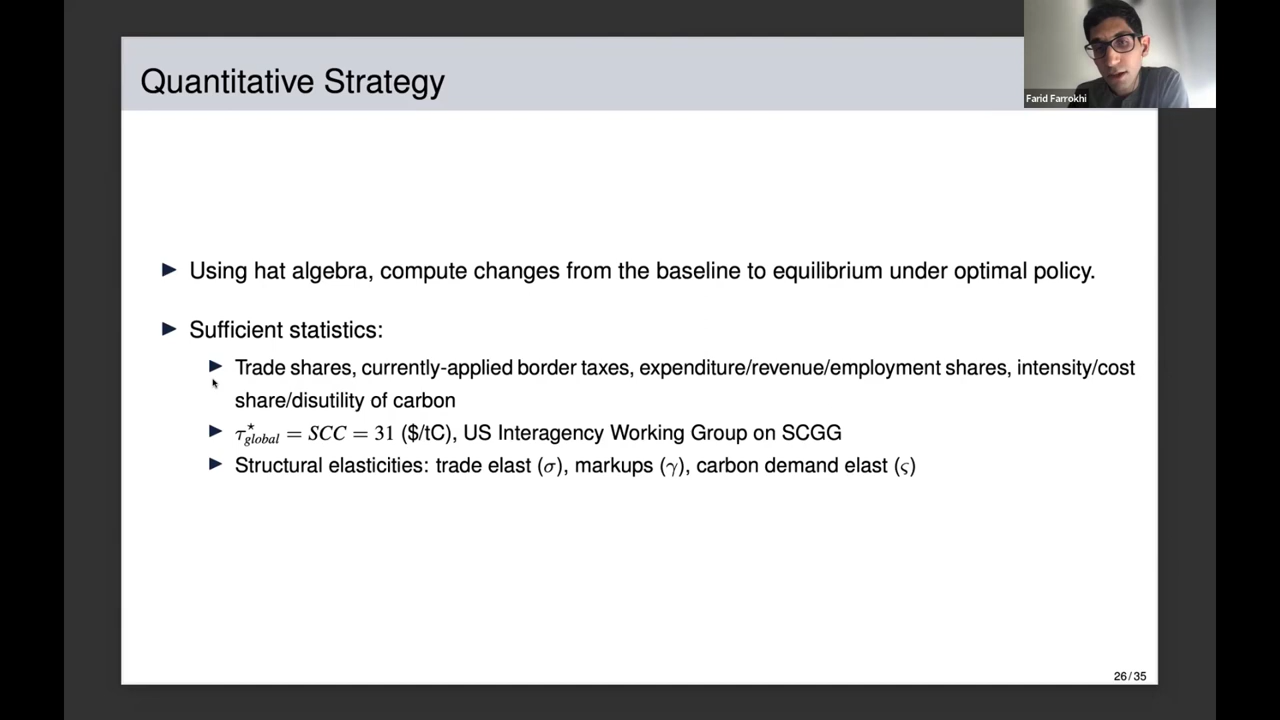 Quantitative Strategy
Farid Farrokhi
► Using hat algebra, compute changes from the baseline to equilibrium under optimal policy.
► Sufficient statistics:
► Trade shares, currently-applied border taxes, expenditure/revenue/employment shares, intensity/cost
share/disutility of carbon
► τ*global = SCC = 31 ($/tC), US Interagency Working Group on SCGG
► Structural elasticities: trade elast (σ), markups (γ), carbon demand elast (ς)
26/35